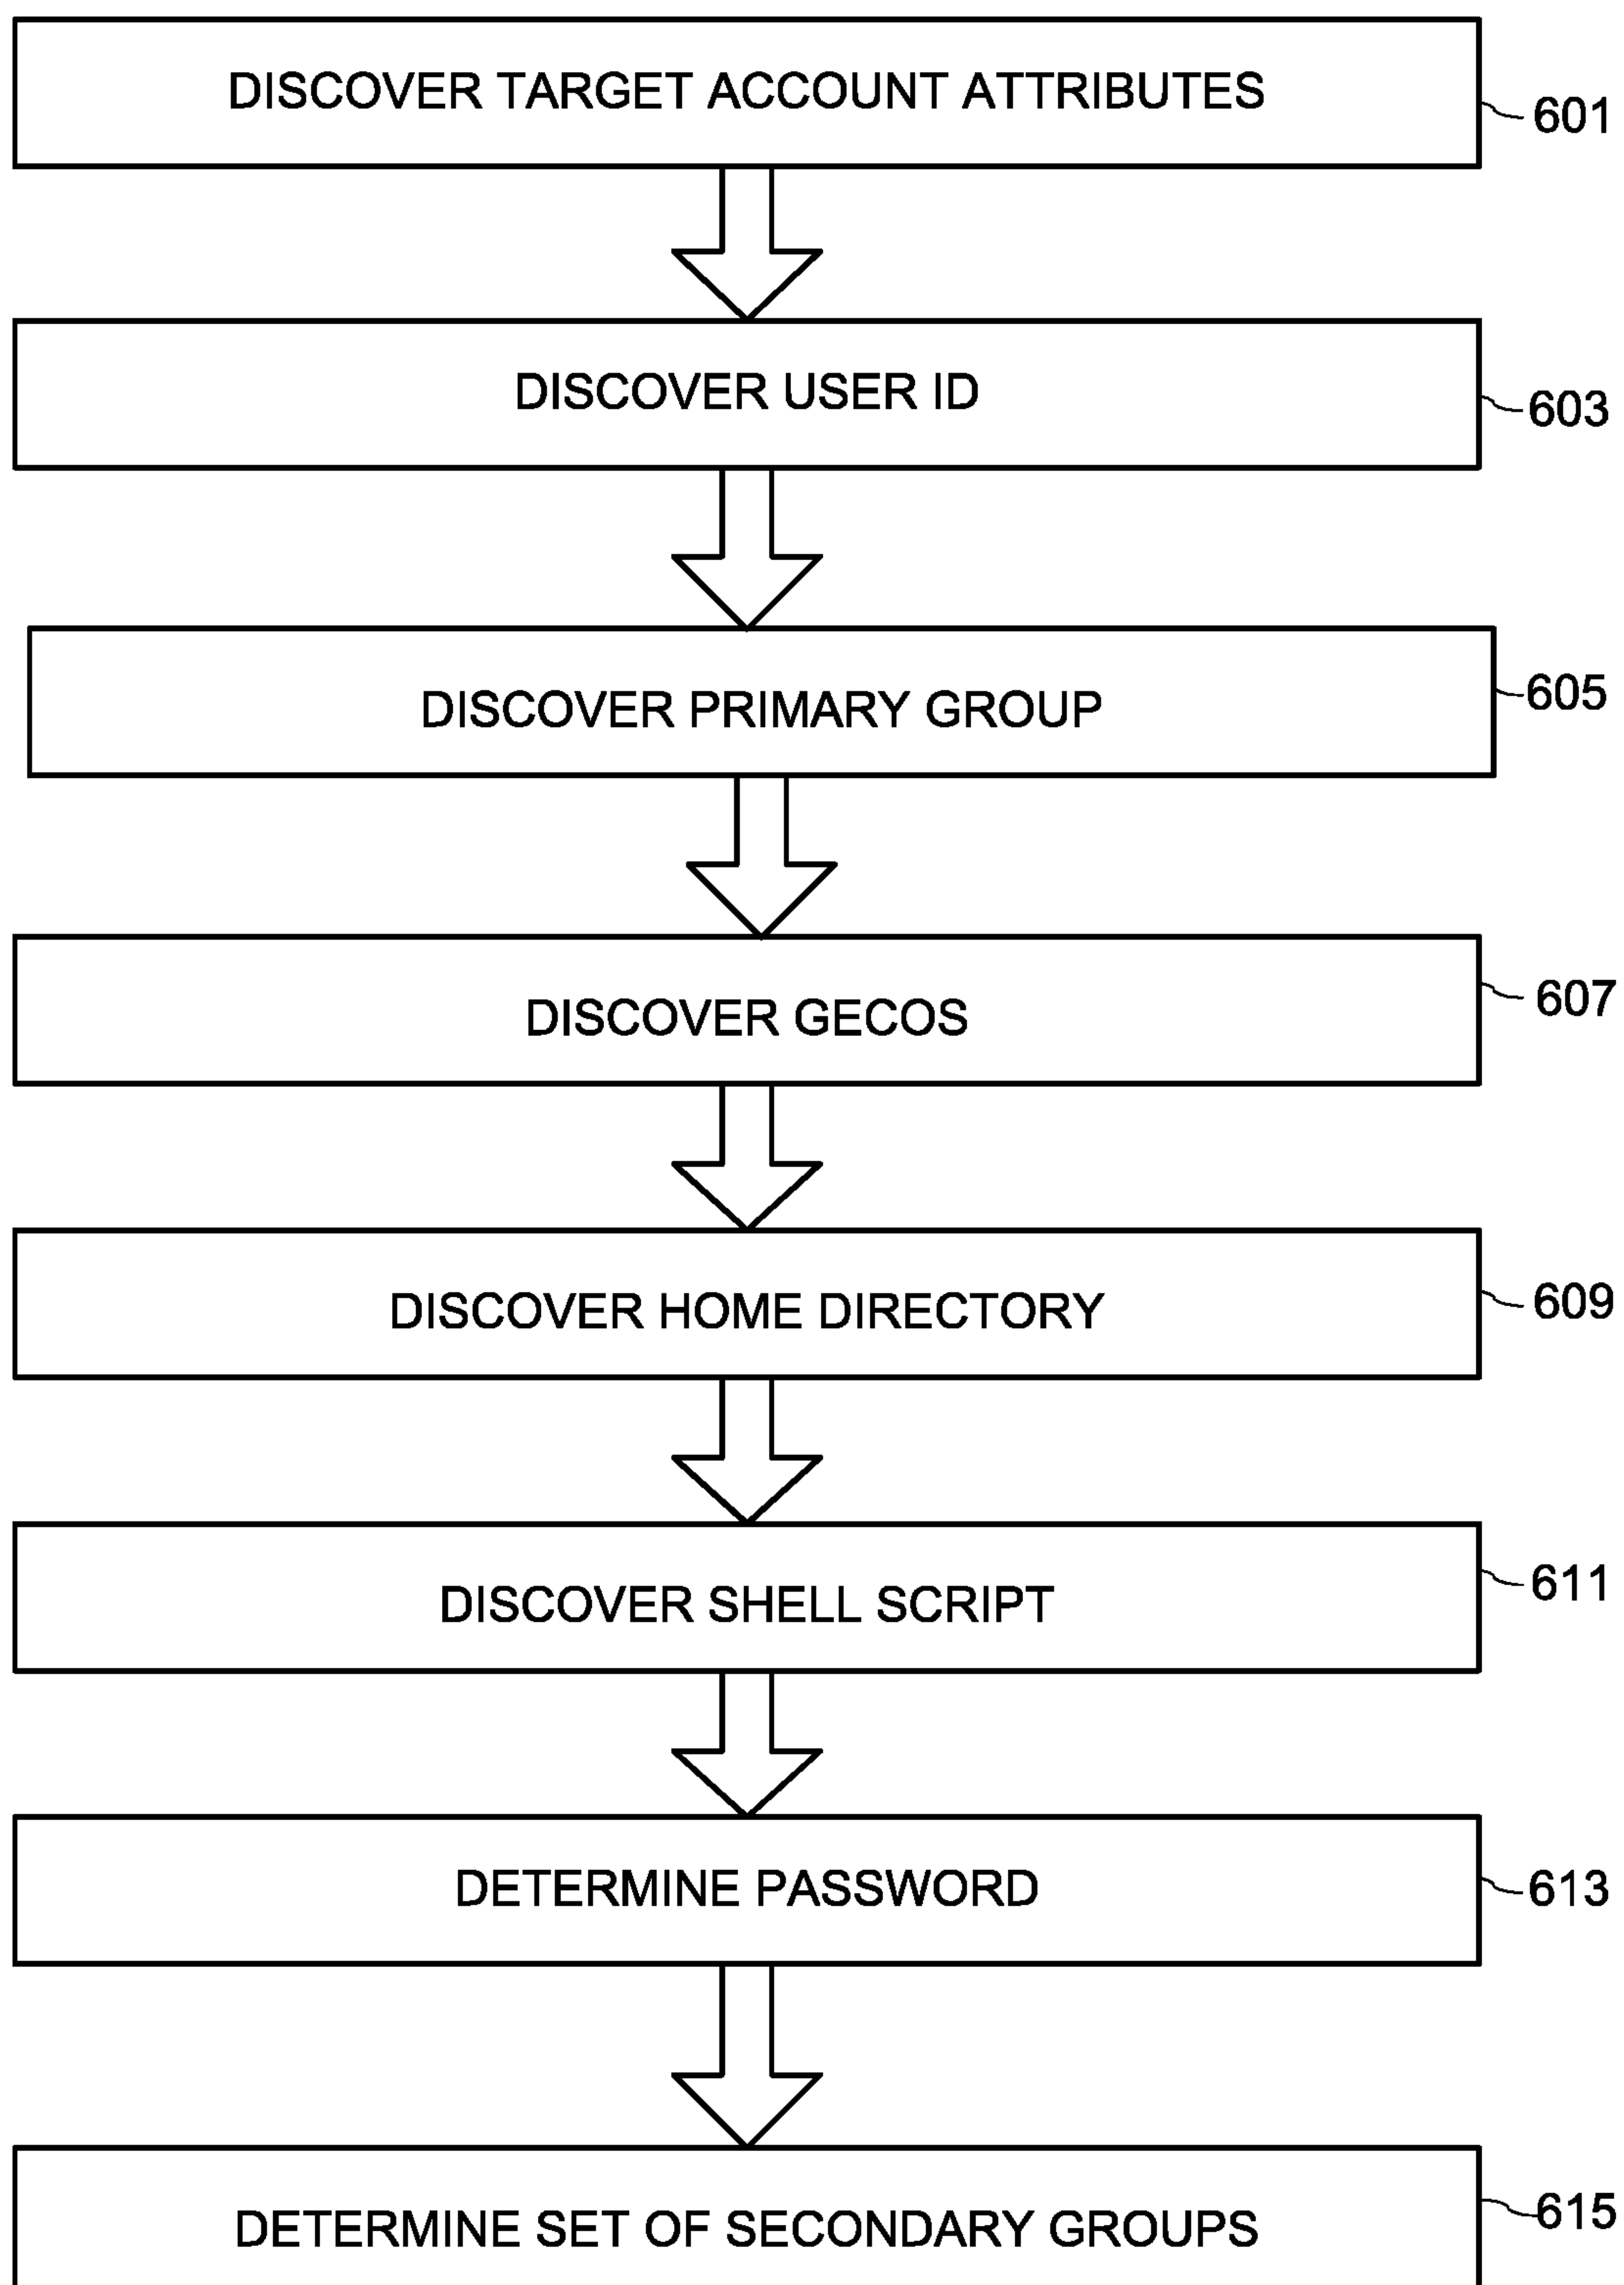 DISCOVER TARGET ACCOUNT ATTRIBUTES
601
DISCOVER USER ID
603
DISCOVER PRIMARY GROUP
605
DISCOVER GECOS
607
DISCOVER HOME DIRECTORY
609
DISCOVER SHELL SCRIPT
611
DETERMINE PASSWORD
613
DETERMINE SET OF SECONDARY GROUPS
615